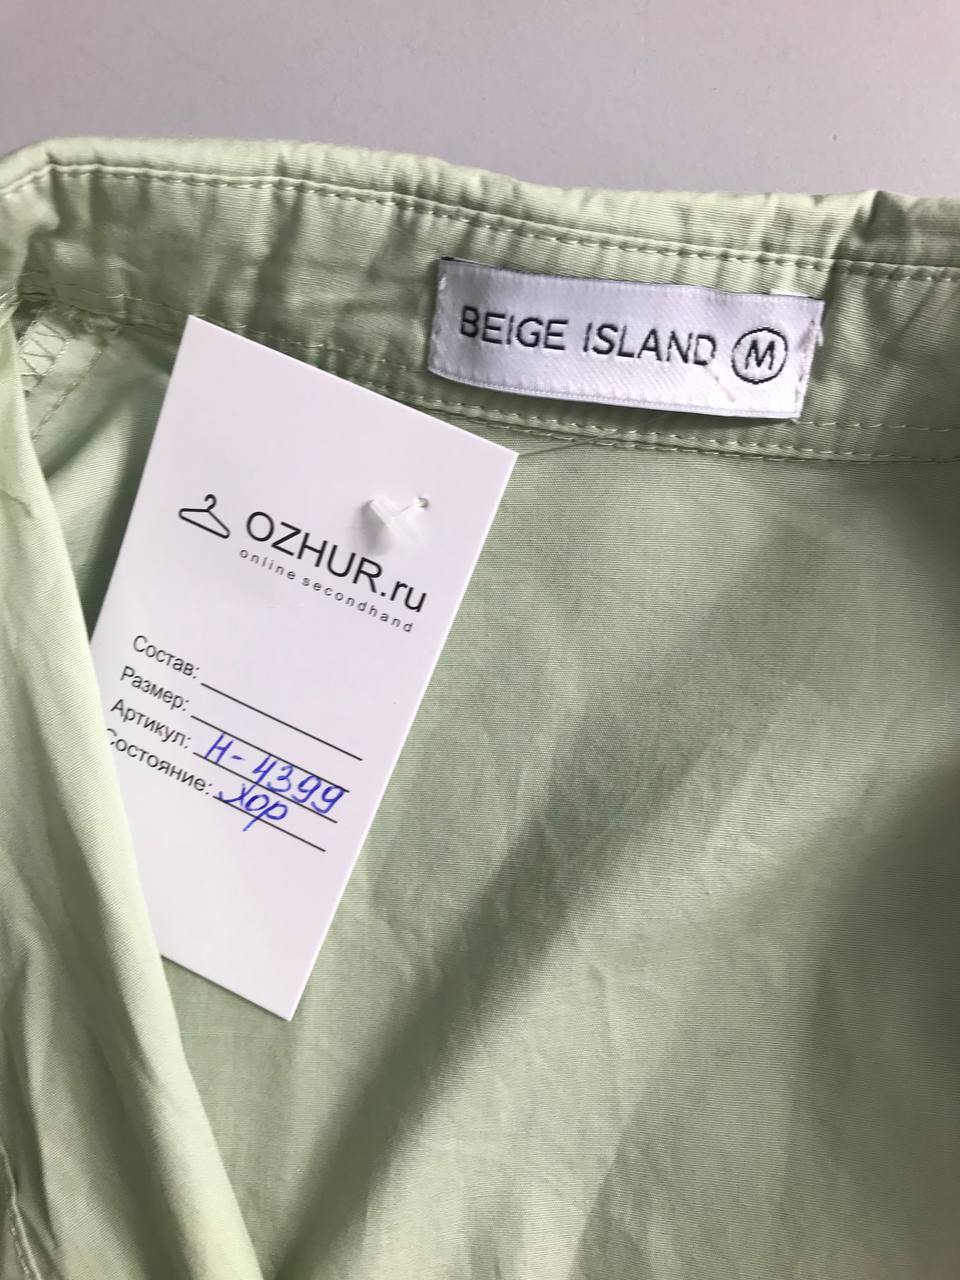 BEIGE ISLAND M
OZHUR.ru
online secondhand
Состав:
Размер:
Артикул: Н-4399
Состояние: хор